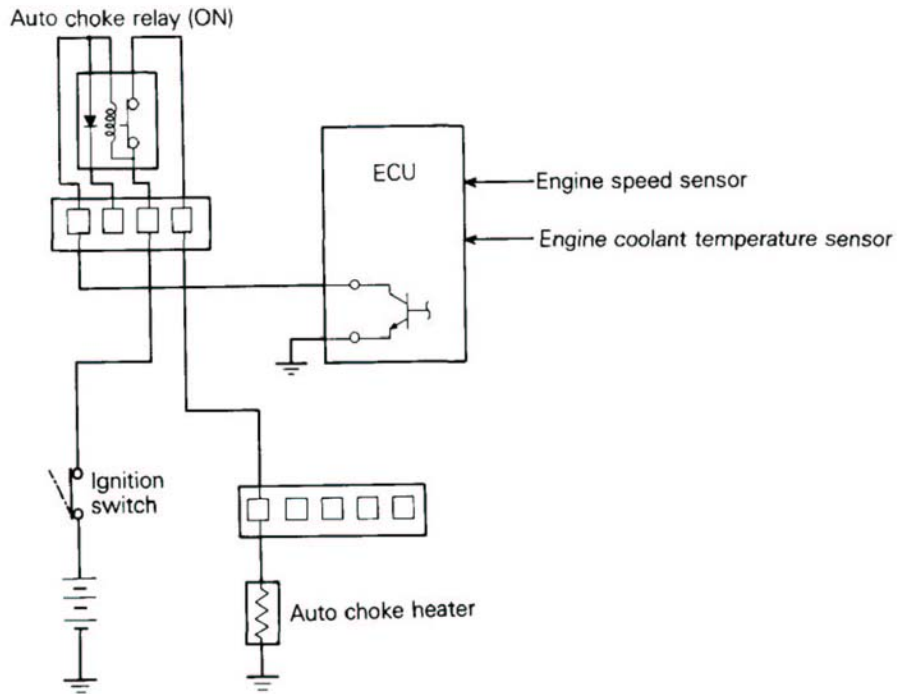 Auto choke relay (ON)
ECU
Engine speed sensor
Engine coolant temperature sensor
Ignition
switch
Auto choke heater